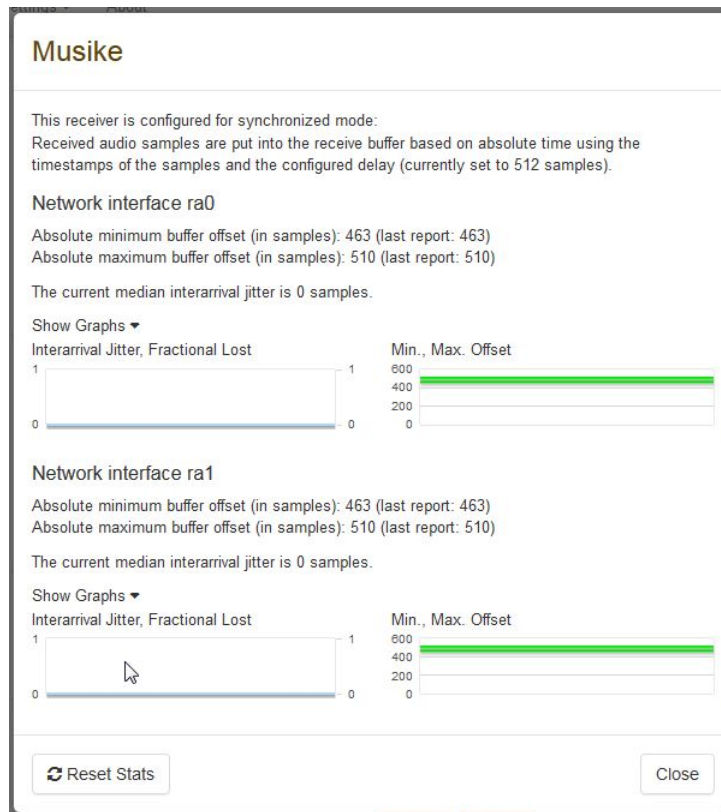 Musike
This receiver is configured for synchronized mode:
Received audio samples are put into the receive buffer based on absolute time using the
timestamps of the samples and the configured delay (currently set to 512 samples).
Network interface ra0
Absolute minimum buffer offset (in samples): 463 (last report: 463)
Absolute maximum buffer offset (in samples): 510 (last report: 510)
The current median interarrival jitter is 0 samples.
Show Graphs
Interarrival Jitter, Fractional Lost
1
1
0
0
Min., Max. Offset
600
400
200
0
Network interface ra1
Absolute minimum buffer offset (in samples): 463 (last report: 463)
Absolute maximum buffer offset (in samples): 510 (last report: 510)
The current median interarrival jitter is 0 samples.
Show Graphs
Interarrival Jitter, Fractional Lost
1
1
0
0
Min., Max. Offset
600
400
200
0
Reset Stats
Close